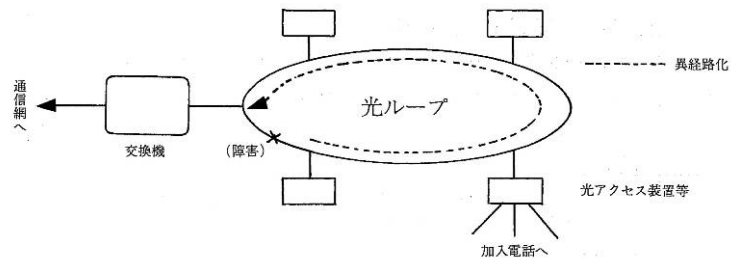 異経路化
光ループ
通信網へ
交換機
(障害)
光アクセス装置等
加入電話へ